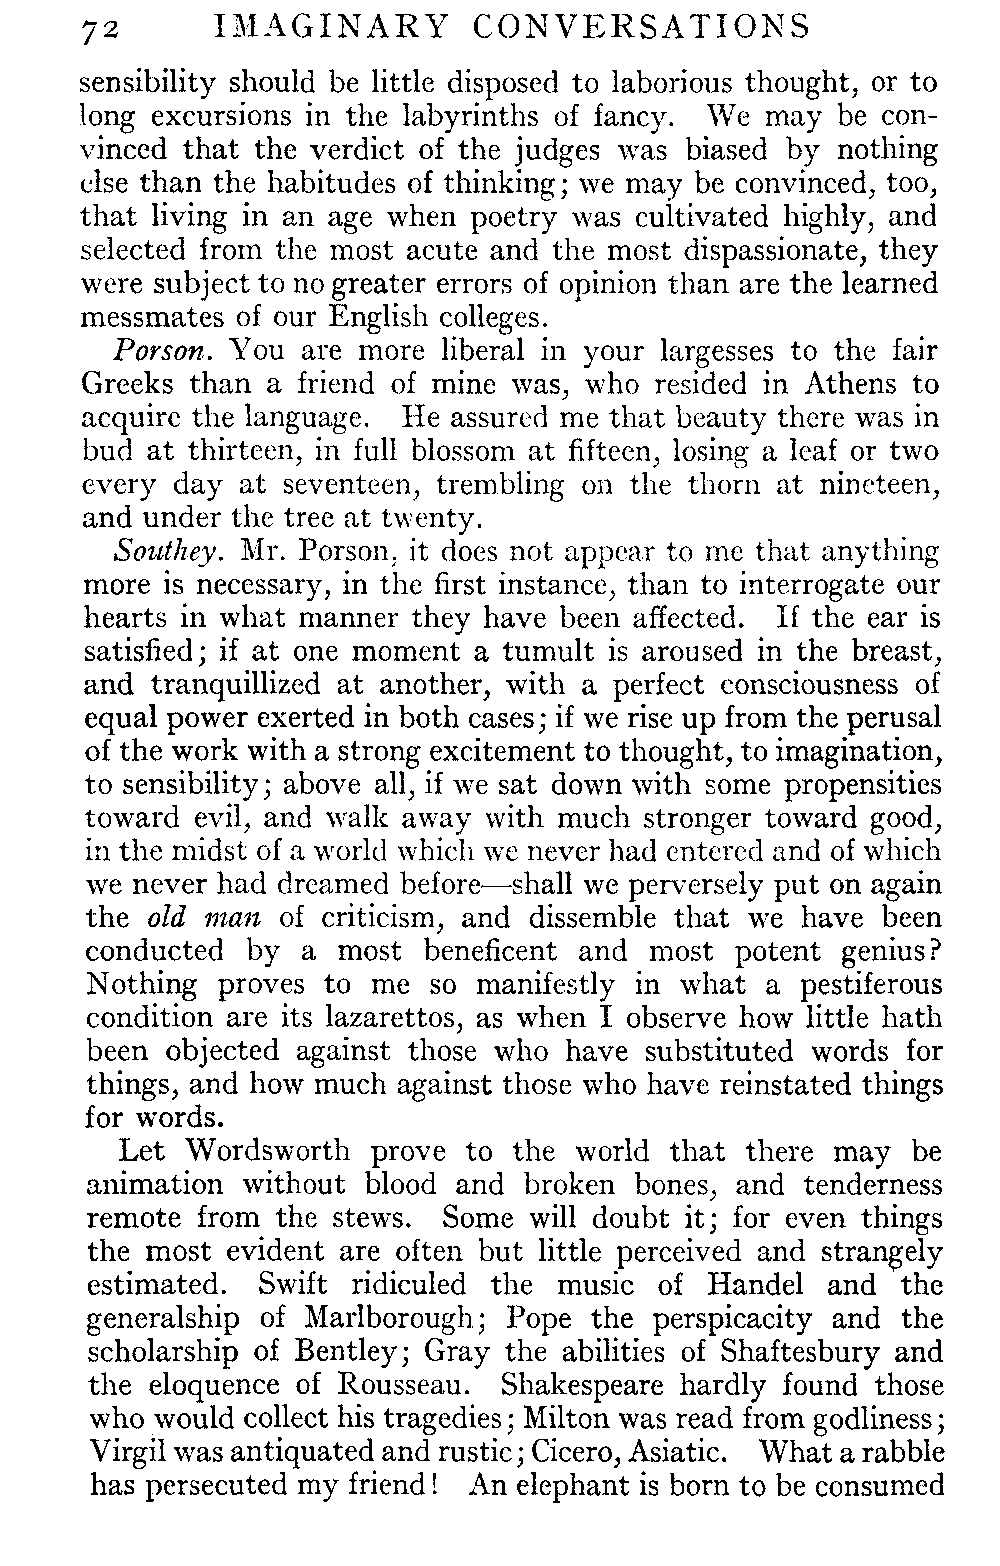 72 IMAGINARY CONVERSATIONS
sensibility should be little disposed to laborious thought, or to
long excursions in the labyrinths of fancy. We may be con-
vinced that the verdict of the judges was biased by nothing
else than the habitudes of thinking; we may be convinced, too,
that living in an age when poetry was cultivated highly, and
selected from the most acute and the most dispassionate, they
were subject to no greater errors of opinion than are the learned
messmates of our English colleges.
Porson. You are more liberal in your largesses to the fair
Greeks than a friend of mine was, who resided in Athens to
acquire the language. He assured me that beauty there was in
bud at thirteen, in full blossom at fifteen, losing a leaf or two
every day at seventeen, trembling on the thorn at nineteen,
and under the tree at twenty.
Southey. Mr. Porson, it does not appear to me that anything
more is necessary, in the first instance, than to interrogate our
hearts in what manner they have been affected. If the ear is
satisfied; if at one moment a tumult is aroused in the breast,
and tranquillized at another, with a perfect consciousness of
equal power exerted in both cases; if we rise up from the perusal
of the work with a strong excitement to thought, to imagination,
to sensibility; above all, if we sat down with some propensities
toward evil, and walk away with much stronger toward good,
in the midst of a world which we never had entered and of which
we never had dreamed before—shall we perversely put on again
the old man of criticism, and dissemble that we have been
conducted by a most beneficent and most potent genius?
Nothing proves to me so manifestly in what a pestiferous
condition are its lazarettos, as when I observe how little hath
been objected against those who have substituted words for
things, and how much against those who have reinstated things
for words.
Let Wordsworth prove to the world that there may be
animation without blood and broken bones, and tenderness
remote from the stews. Some will doubt it; for even things
the most evident are often but little perceived and strangely
estimated. Swift ridiculed the music of Handel and the
generalship of Marlborough; Pope the perspicacity and the
scholarship of Bentley; Gray the abilities of Shaftesbury and
the eloquence of Rousseau. Shakespeare hardly found those
who would collect his tragedies; Milton was read from godliness;
Virgil was antiquated and rustic; Cicero, Asiatic. What a rabble
has persecuted my friend! An elephant is born to be consumed